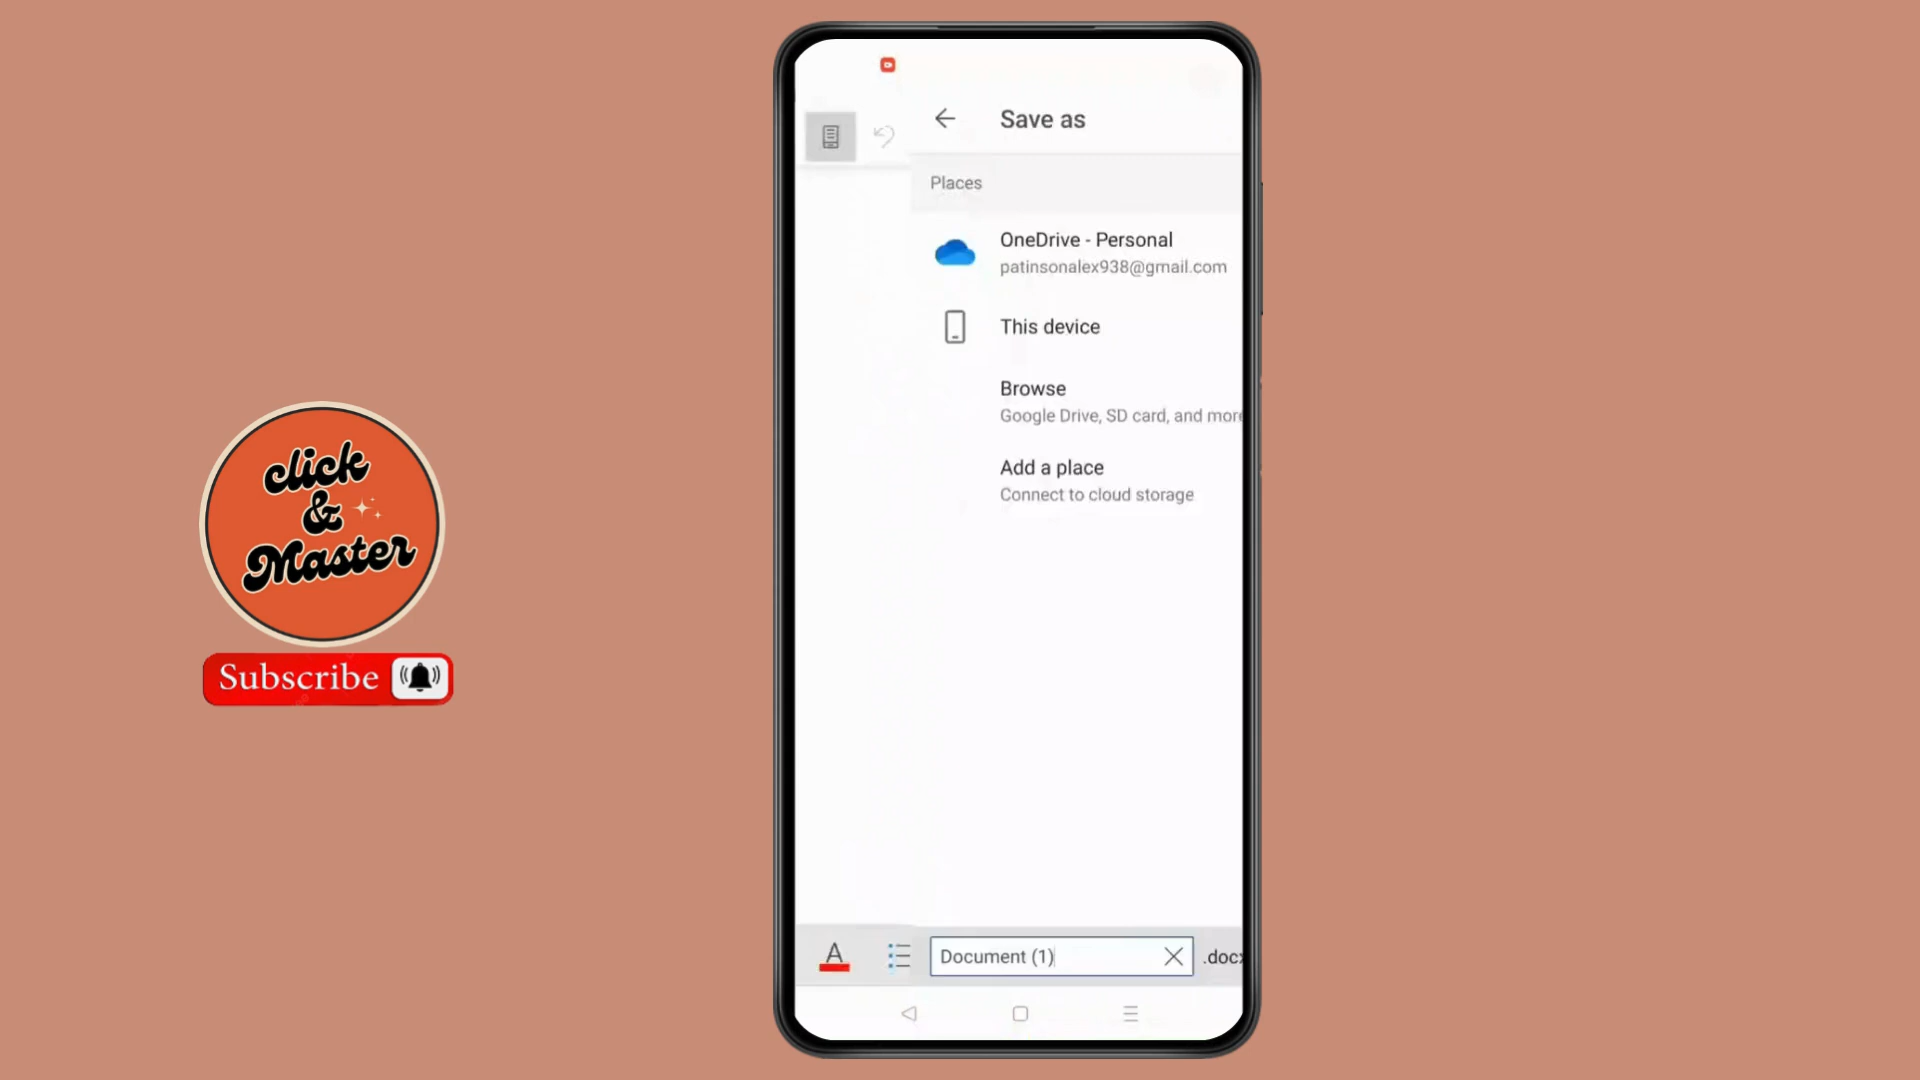 click
&
Master
Subscribe
Save as
Places
OneDrive - Personal
patinsonalex938@gmail.com
This device
Browse
Google Drive, SD card, and more
Add a place
Connect to cloud storage
A
Document (1)
.docx